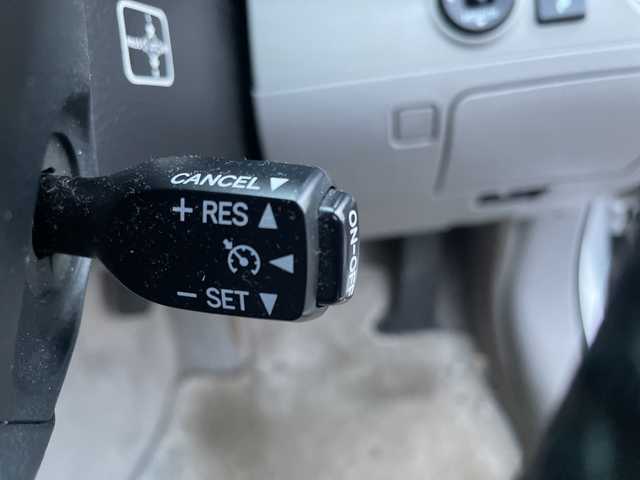 CANCEL ▼
+ RES ▲
◀
− SET ▼
ON-OFF